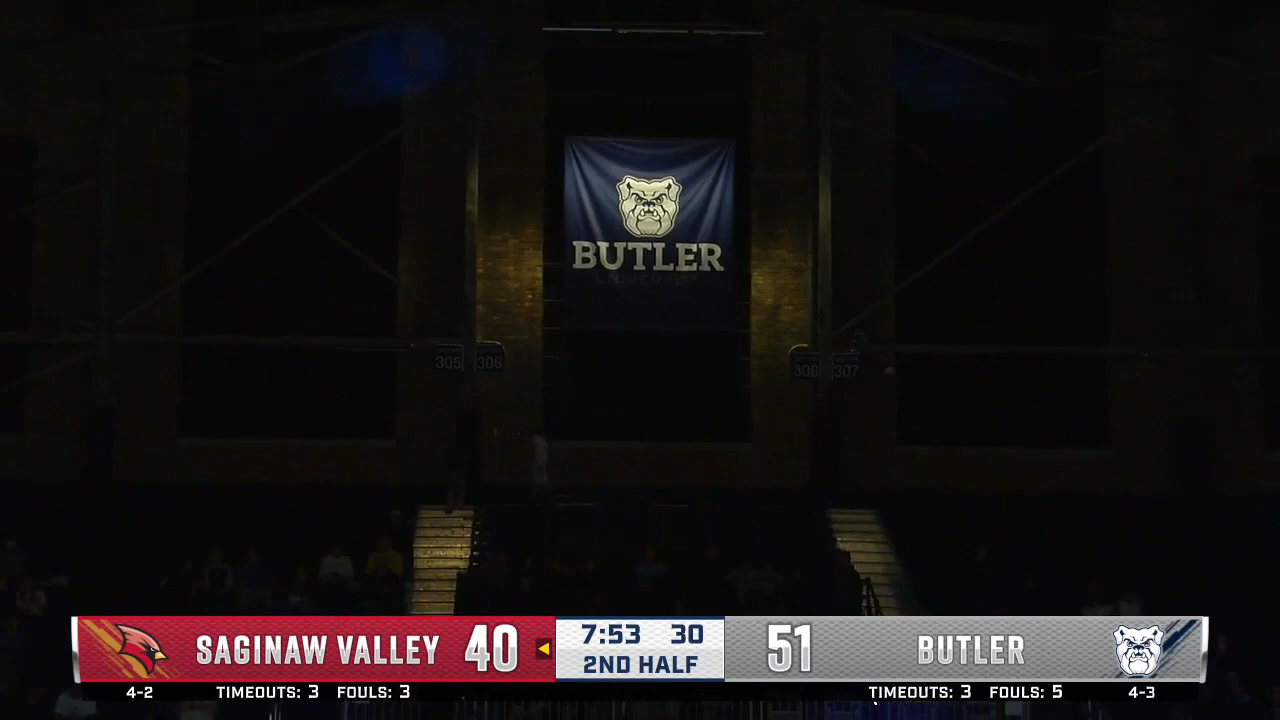 BUTLER
305 308
306 307
SAGINAW VALLEY 40 7:53 30 51 BUTLER
2ND HALF
4-2 TIMEOUTS: 3 FOULS: 3 TIMEOUTS: 3 FOULS: 5 4-3